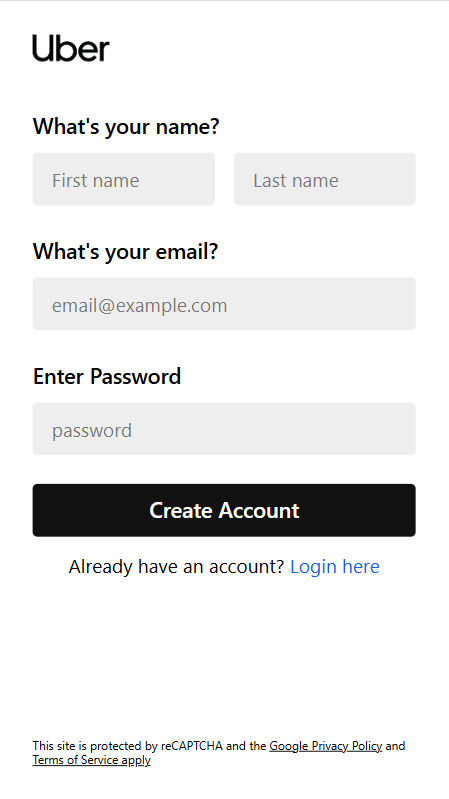 Uber
What's your name?
First name Last name
What's your email?
email@example.com
Enter Password
password
Create Account
Already have an account? Login here
This site is protected by reCAPTCHA and the Google Privacy Policy and
Terms of Service apply